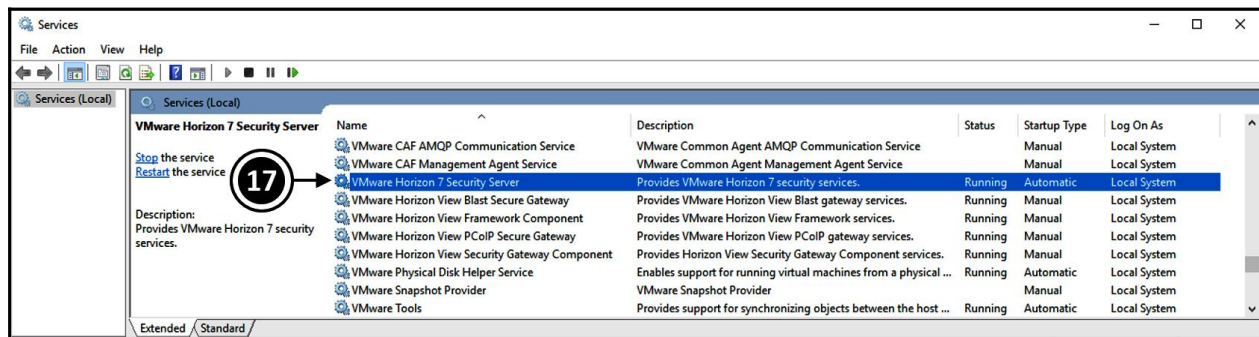 Services
File Action View Help
Services (Local)
Services (Local)
VMware Horizon 7 Security Server
Stop the service
Restart the service
Description:
Provides VMware Horizon 7 security
services.
17
Name Description Status Startup Type Log On As
VMware CAF AMQP Communication Service VMware Common Agent AMQP Communication Service Manual Local System
VMware CAF Management Agent Service VMware Common Agent Management Agent Service Manual Local System
VMware Horizon 7 Security Server Provides VMware Horizon 7 security services. Running Automatic Local System
VMware Horizon View Blast Secure Gateway Provides VMware Horizon View Blast gateway services. Running Manual Local System
VMware Horizon View Framework Component Provides VMware Horizon View Framework services. Running Manual Local System
VMware Horizon View PCoIP Secure Gateway Provides VMware Horizon View PCoIP gateway services. Running Manual Local System
VMware Horizon View Security Gateway Component Provides Horizon View Security Gateway Component services. Running Manual Local System
VMware Physical Disk Helper Service Enables support for running virtual machines from a physical ... Running Automatic Local System
VMware Snapshot Provider VMware Snapshot Provider Manual Local System
VMware Tools Provides support for synchronizing objects between the host ... Running Automatic Local System
Extended Standard